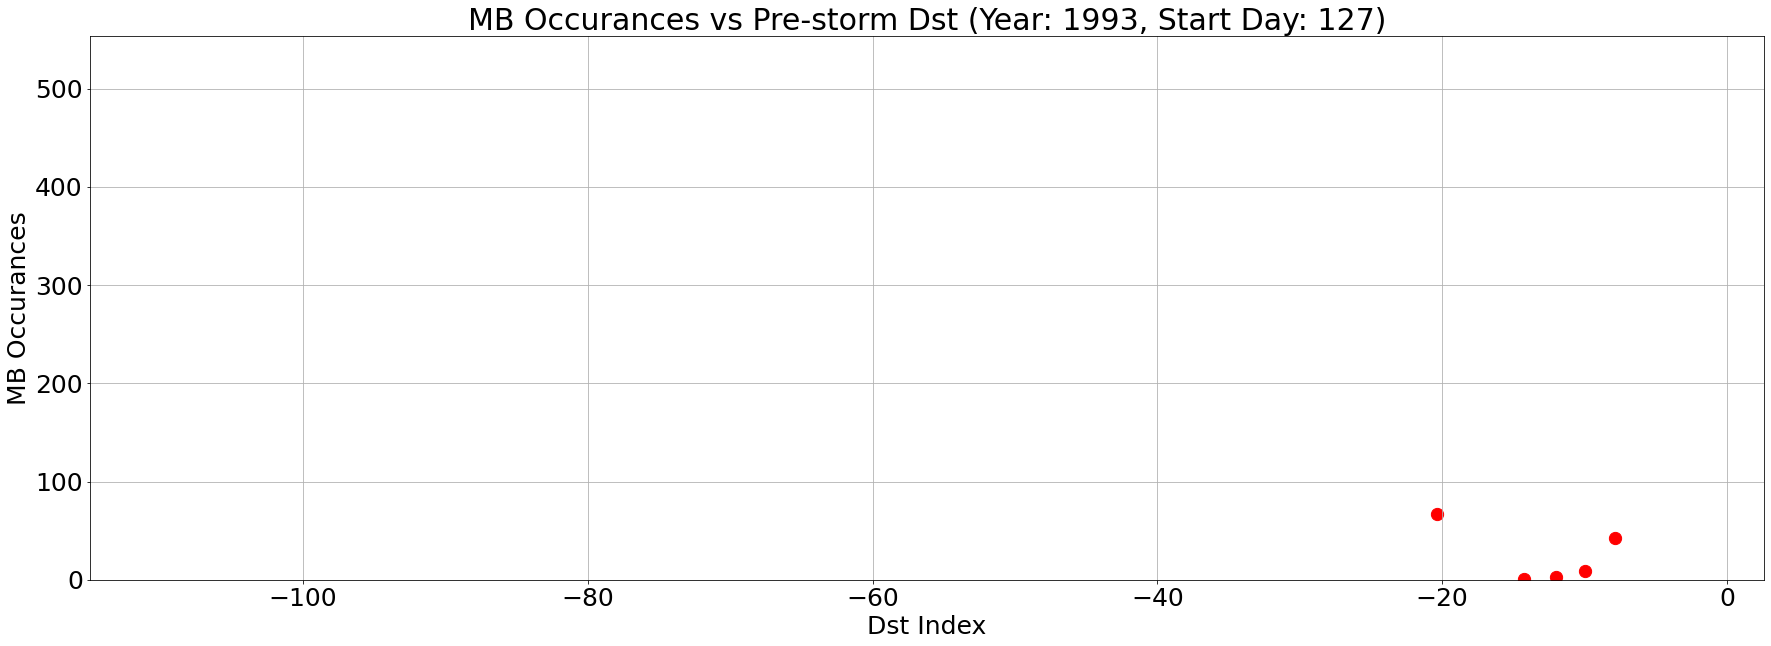 MB Occurances vs Pre-storm Dst (Year: 1993, Start Day: 127)
500
400
300
200
100
0
MB Occurances
−100 −80 −60 −40 −20 0
Dst Index